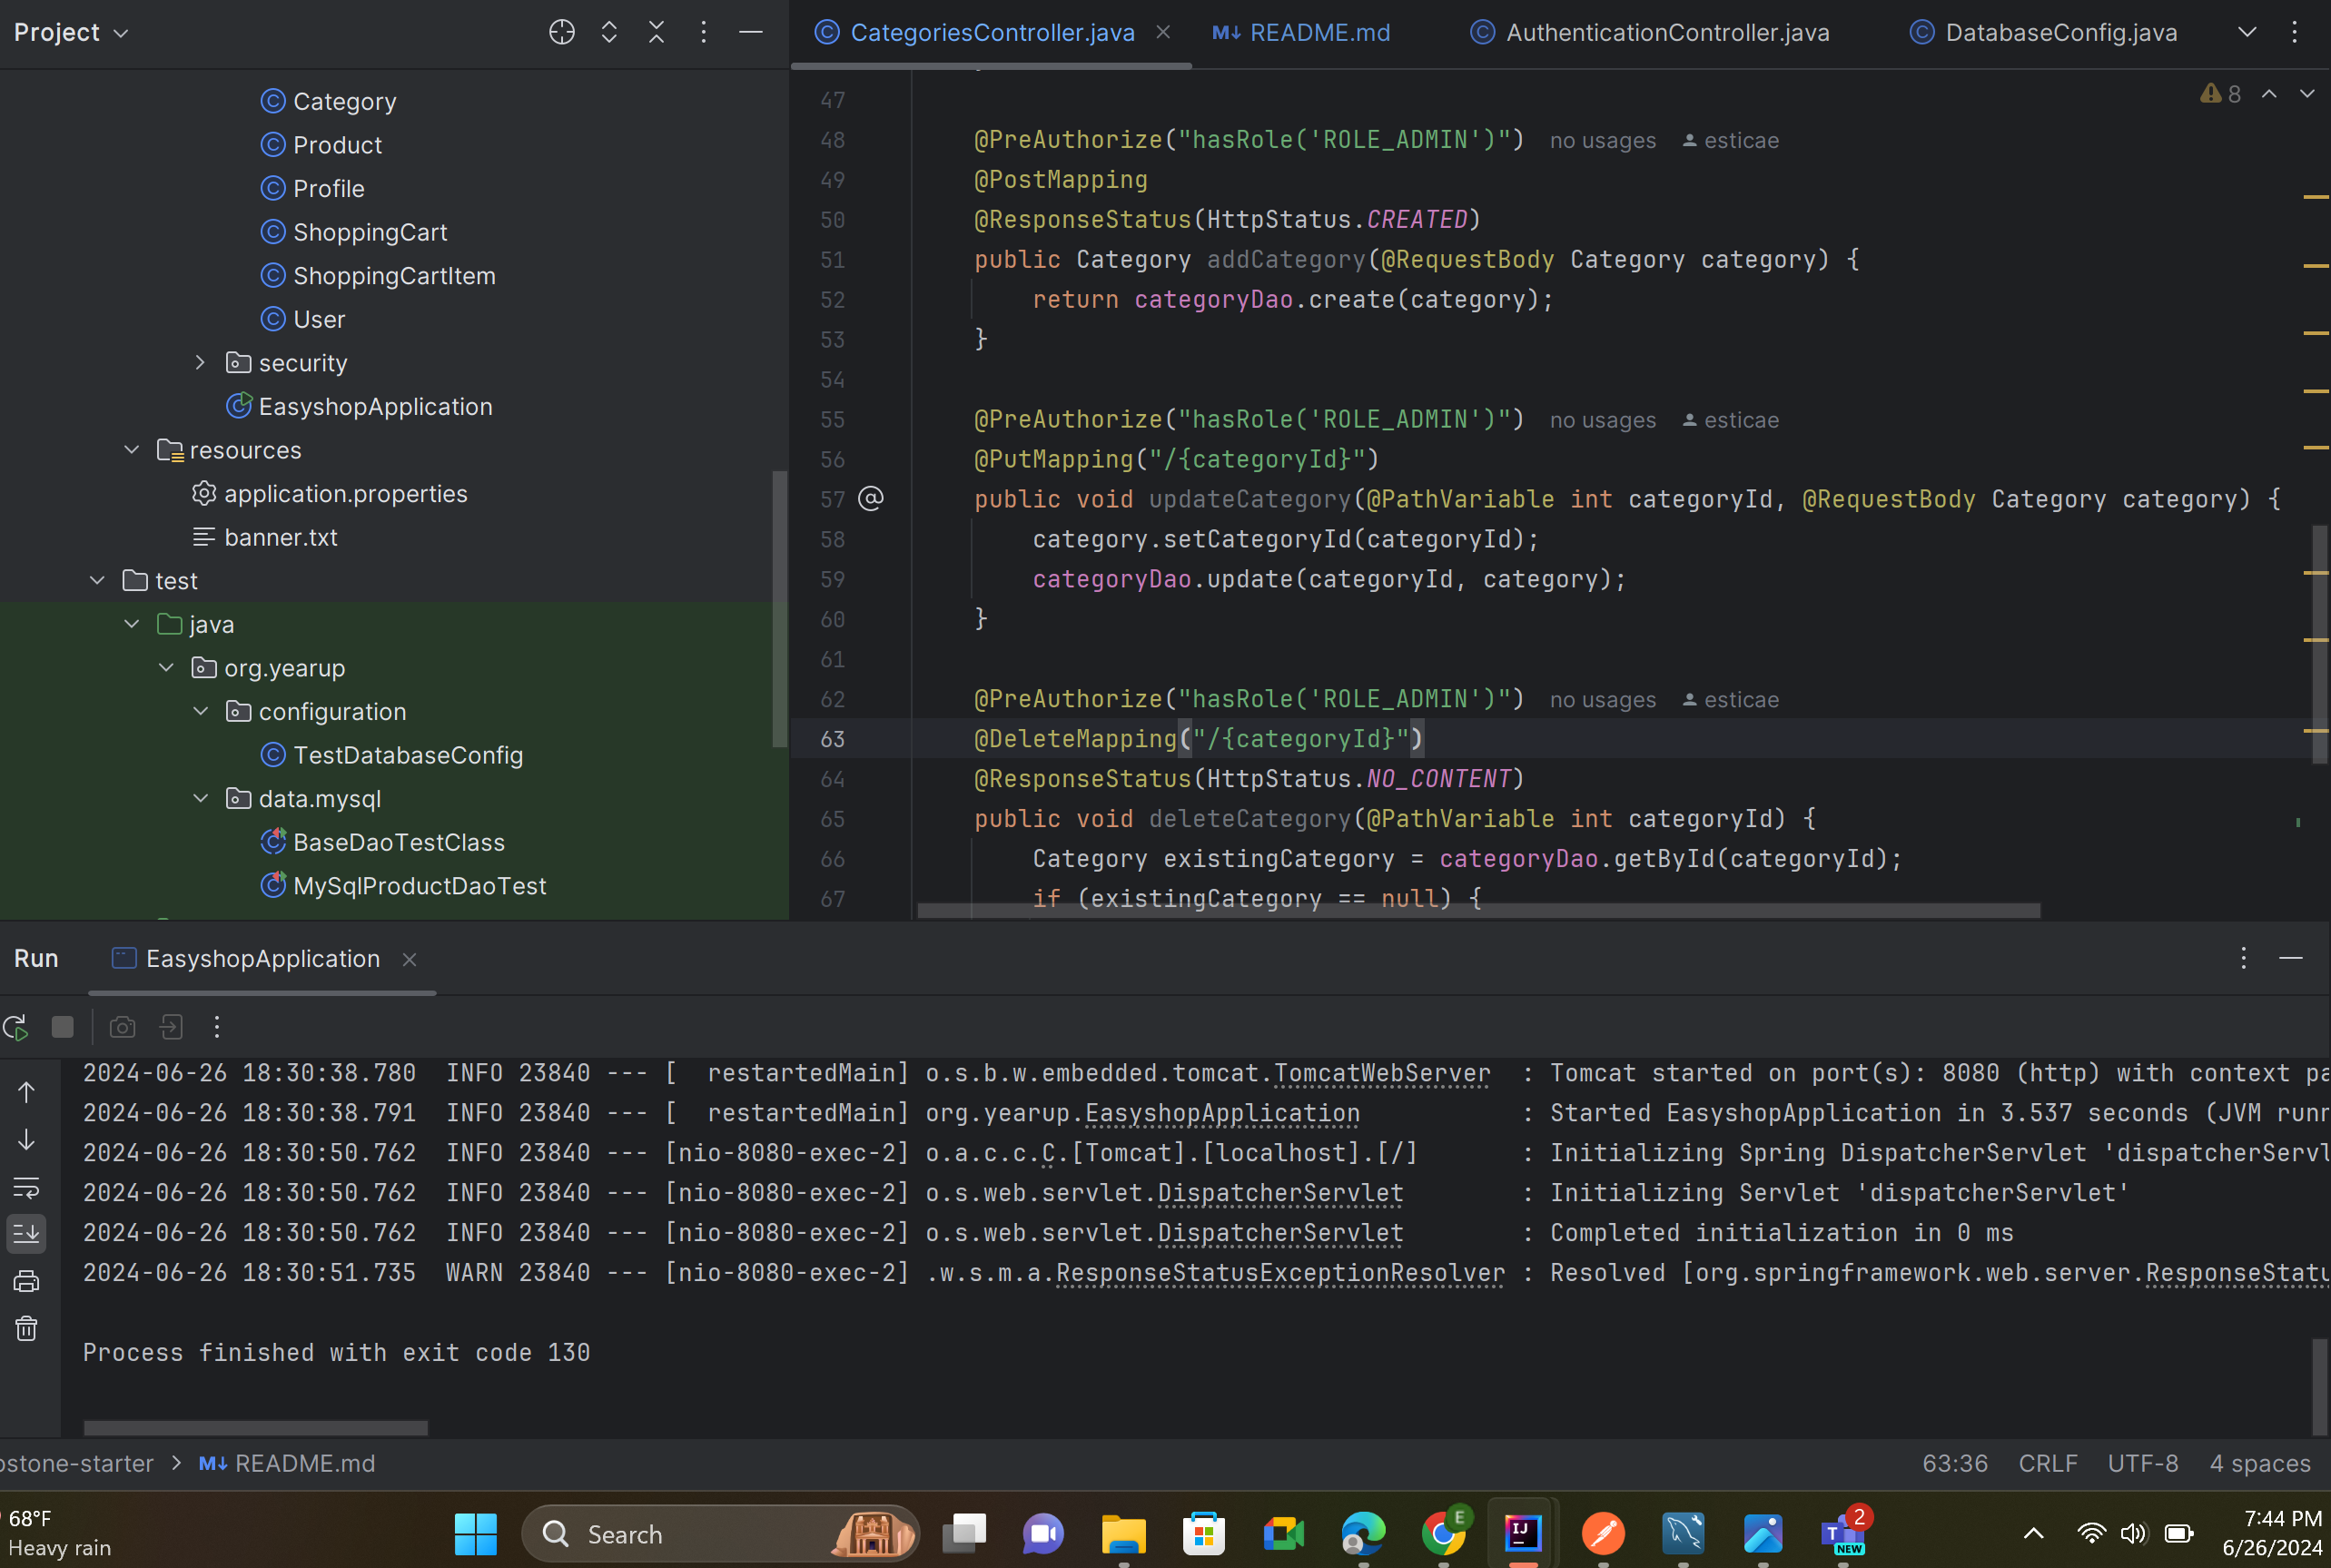 Project
CategoriesController.java
README.md
AuthenticationController.java
DatabaseConfig.java
Category
Product
Profile
ShoppingCart
ShoppingCartItem
User
security
EasyshopApplication
resources
application.properties
banner.txt
test
java
org.yearup
configuration
TestDatabaseConfig
data.mysql
BaseDaoTestClass
MySqlProductDaoTest
8
47
48 @PreAuthorize("hasRole('ROLE_ADMIN')") no usages esticae
49 @PostMapping
50 @ResponseStatus(HttpStatus.CREATED)
51 public Category addCategory(@RequestBody Category category) {
52 return categoryDao.create(category);
53 }
54
55 @PreAuthorize("hasRole('ROLE_ADMIN')") no usages esticae
56 @PutMapping("/{categoryId}")
57 @ public void updateCategory(@PathVariable int categoryId, @RequestBody Category category) {
58 category.setCategoryId(categoryId);
59 categoryDao.update(categoryId, category);
60 }
61
62 @PreAuthorize("hasRole('ROLE_ADMIN')") no usages esticae
63 @DeleteMapping("/{categoryId}")
64 @ResponseStatus(HttpStatus.NO_CONTENT)
65 public void deleteCategory(@PathVariable int categoryId) {
66 Category existingCategory = categoryDao.getById(categoryId);
67 if (existingCategory == null) {
Run EasyshopApplication
2024-06-26 18:30:38.780 INFO 23840 --- [ restartedMain] o.s.b.w.embedded.tomcat.TomcatWebServer : Tomcat started on port(s): 8080 (http) with context pa
2024-06-26 18:30:38.791 INFO 23840 --- [ restartedMain] org.yearup.EasyshopApplication : Started EasyshopApplication in 3.537 seconds (JVM runn
2024-06-26 18:30:50.762 INFO 23840 --- [nio-8080-exec-2] o.a.c.c.C.[Tomcat].[localhost].[/] : Initializing Spring DispatcherServlet 'dispatcherServl
2024-06-26 18:30:50.762 INFO 23840 --- [nio-8080-exec-2] o.s.web.servlet.DispatcherServlet : Initializing Servlet 'dispatcherServlet'
2024-06-26 18:30:50.762 INFO 23840 --- [nio-8080-exec-2] o.s.web.servlet.DispatcherServlet : Completed initialization in 0 ms
2024-06-26 18:30:51.735 WARN 23840 --- [nio-8080-exec-2] .w.s.m.a.ResponseStatusExceptionResolver : Resolved [org.springframework.web.server.ResponseStatu
Process finished with exit code 130
ostone-starter > README.md
63:36 CRLF UTF-8 4 spaces
68°F
Heavy rain
Search
E
IJ
2
T
NEW
7:44 PM
6/26/2024